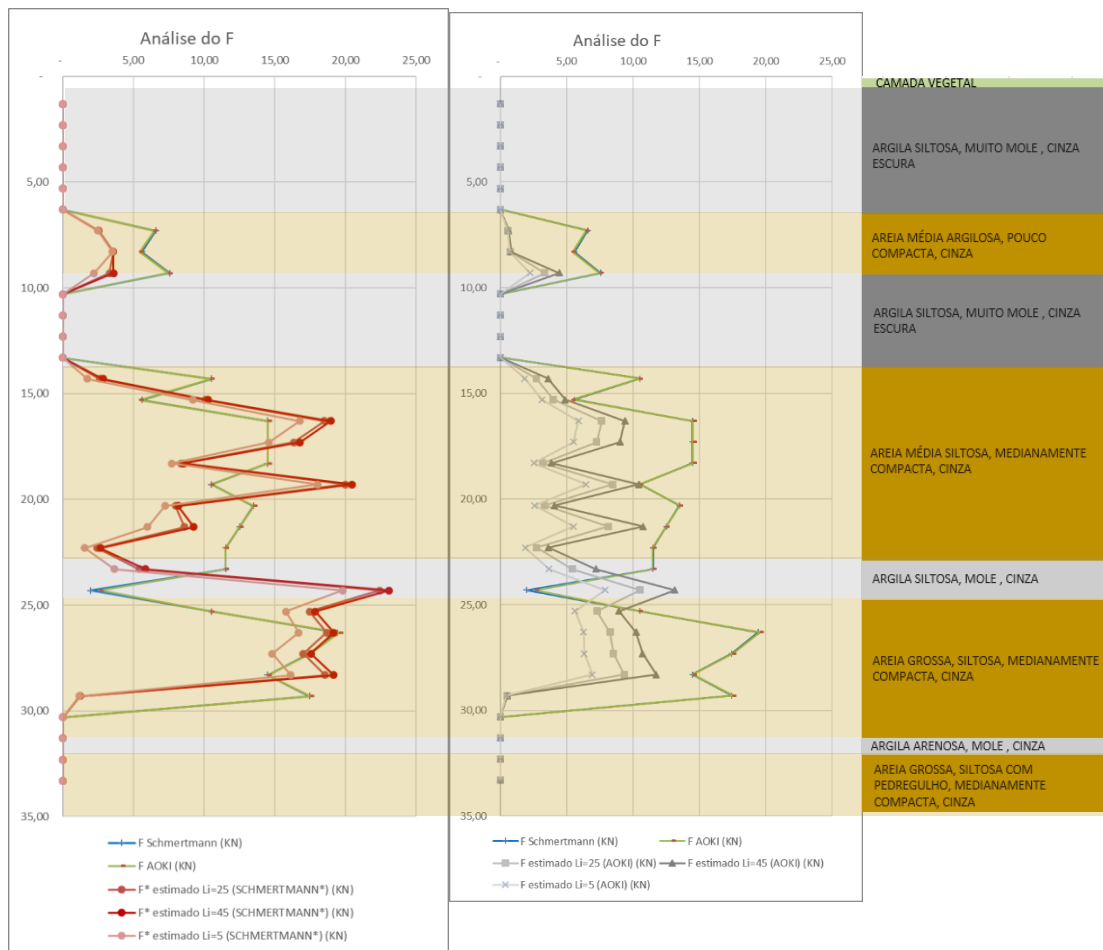 Análise do F
- 5,00 10,00 15,00 20,00 25,00
-
5,00
10,00
15,00
20,00
25,00
30,00
35,00
F Schmertmann (KN)
F AOKI (KN)
F* estimado Li=25 (SCHMERTMANN*) (KN)
F* estimado Li=45 (SCHMERTMANN*) (KN)
F* estimado Li=5 (SCHMERTMANN*) (KN)
Análise do F
- 5,00 10,00 15,00 20,00 25,00
-
5,00
10,00
15,00
20,00
25,00
30,00
35,00
F Schmertmann (KN) F AOKI (KN)
F estimado Li=25 (AOKI) (KN) F estimado Li=45 (AOKI) (KN)
F estimado Li=5 (AOKI) (KN)
CAMADA VEGETAL
ARGILA SILTOSA, MUITO MOLE , CINZA
ESCURA
AREIA MÉDIA ARGILOSA, POUCO
COMPACTA, CINZA
ARGILA SILTOSA, MUITO MOLE , CINZA
ESCURA
AREIA MÉDIA SILTOSA, MEDIANAMENTE
COMPACTA, CINZA
ARGILA SILTOSA, MOLE , CINZA
AREIA GROSSA, SILTOSA, MEDIANAMENTE
COMPACTA, CINZA
ARGILA ARENOSA, MOLE , CINZA
AREIA GROSSA, SILTOSA COM
PEDREGULHO, MEDIANAMENTE
COMPACTA, CINZA